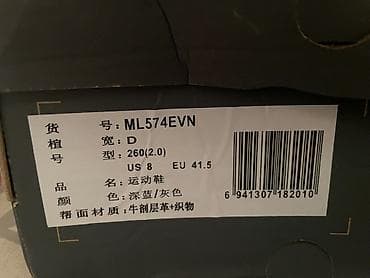 货 号: ML574EVN
楦 宽: D
号 型: 260(2.0)
US 8 EU 41.5
品 名: 运动鞋
颜 色: 深蓝/灰色
帮面材质: 牛剖层革+织物
6 941307 182010